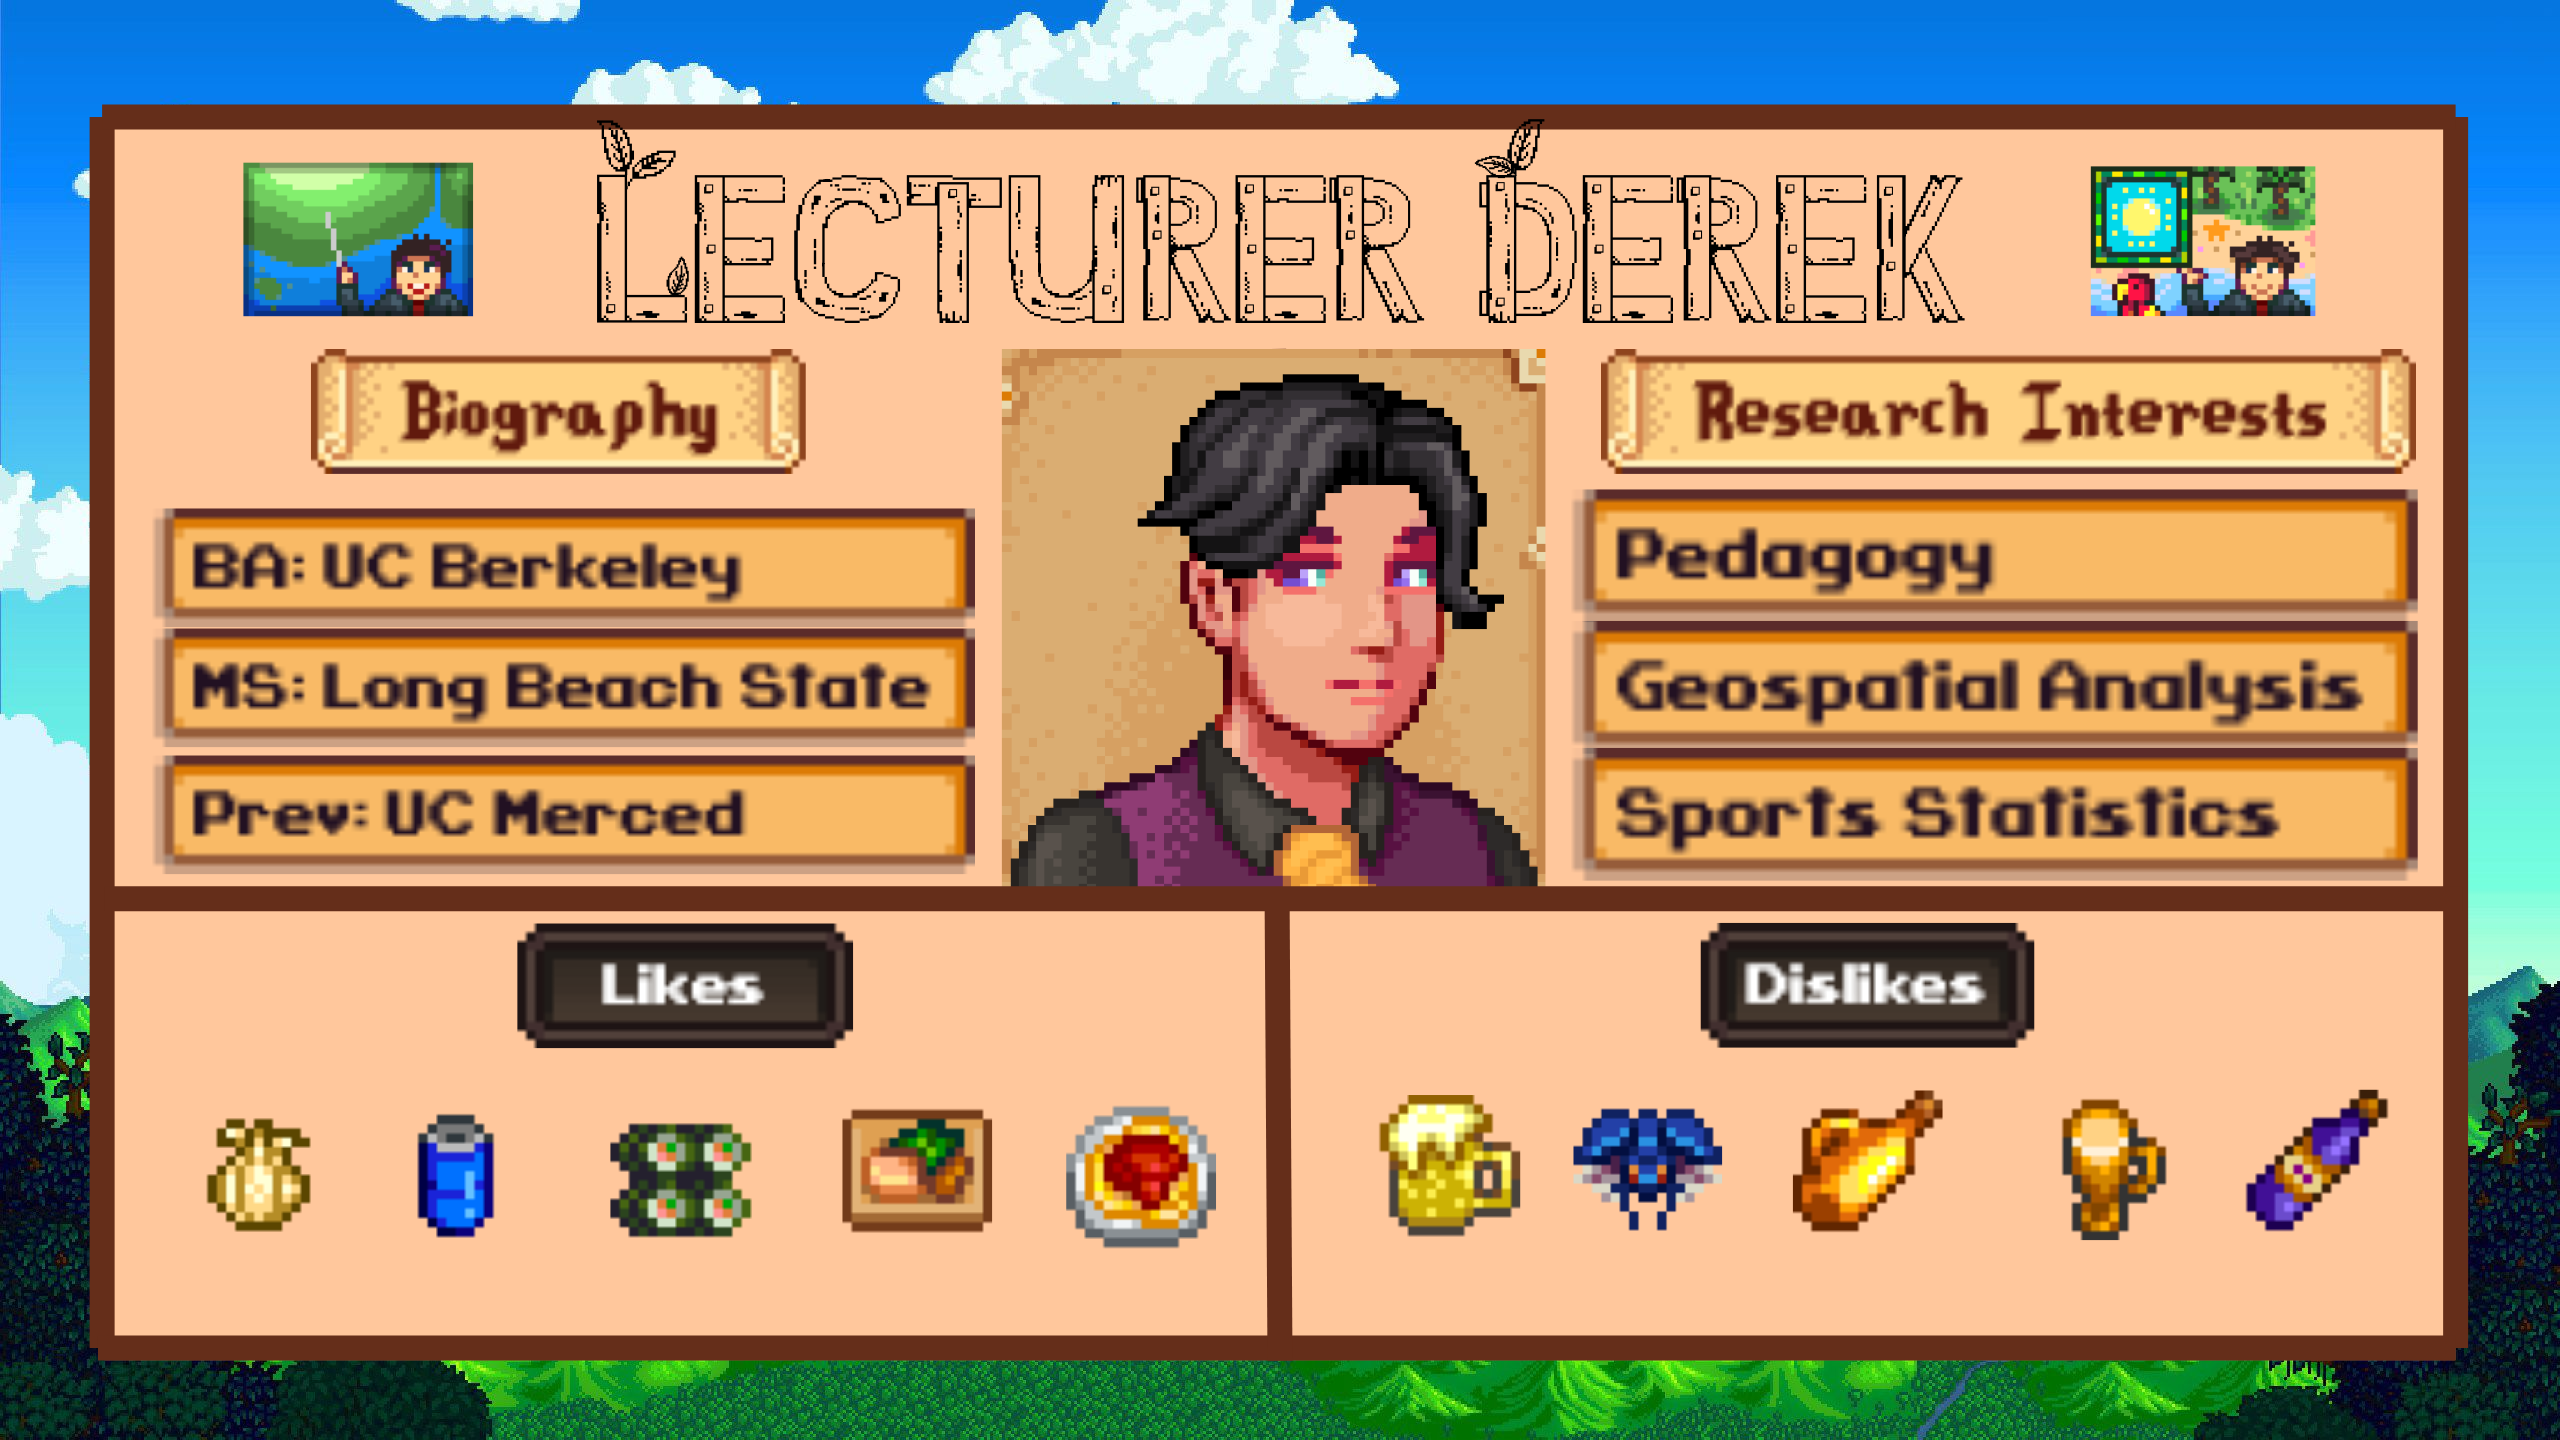 Lecturer Derek
Biography
BA: UC Berkeley
MS: Long Beach State
Prev: UC Merced
Research Interests
Pedagogy
Geospatial Analysis
Sports Statistics
Likes
Dislikes